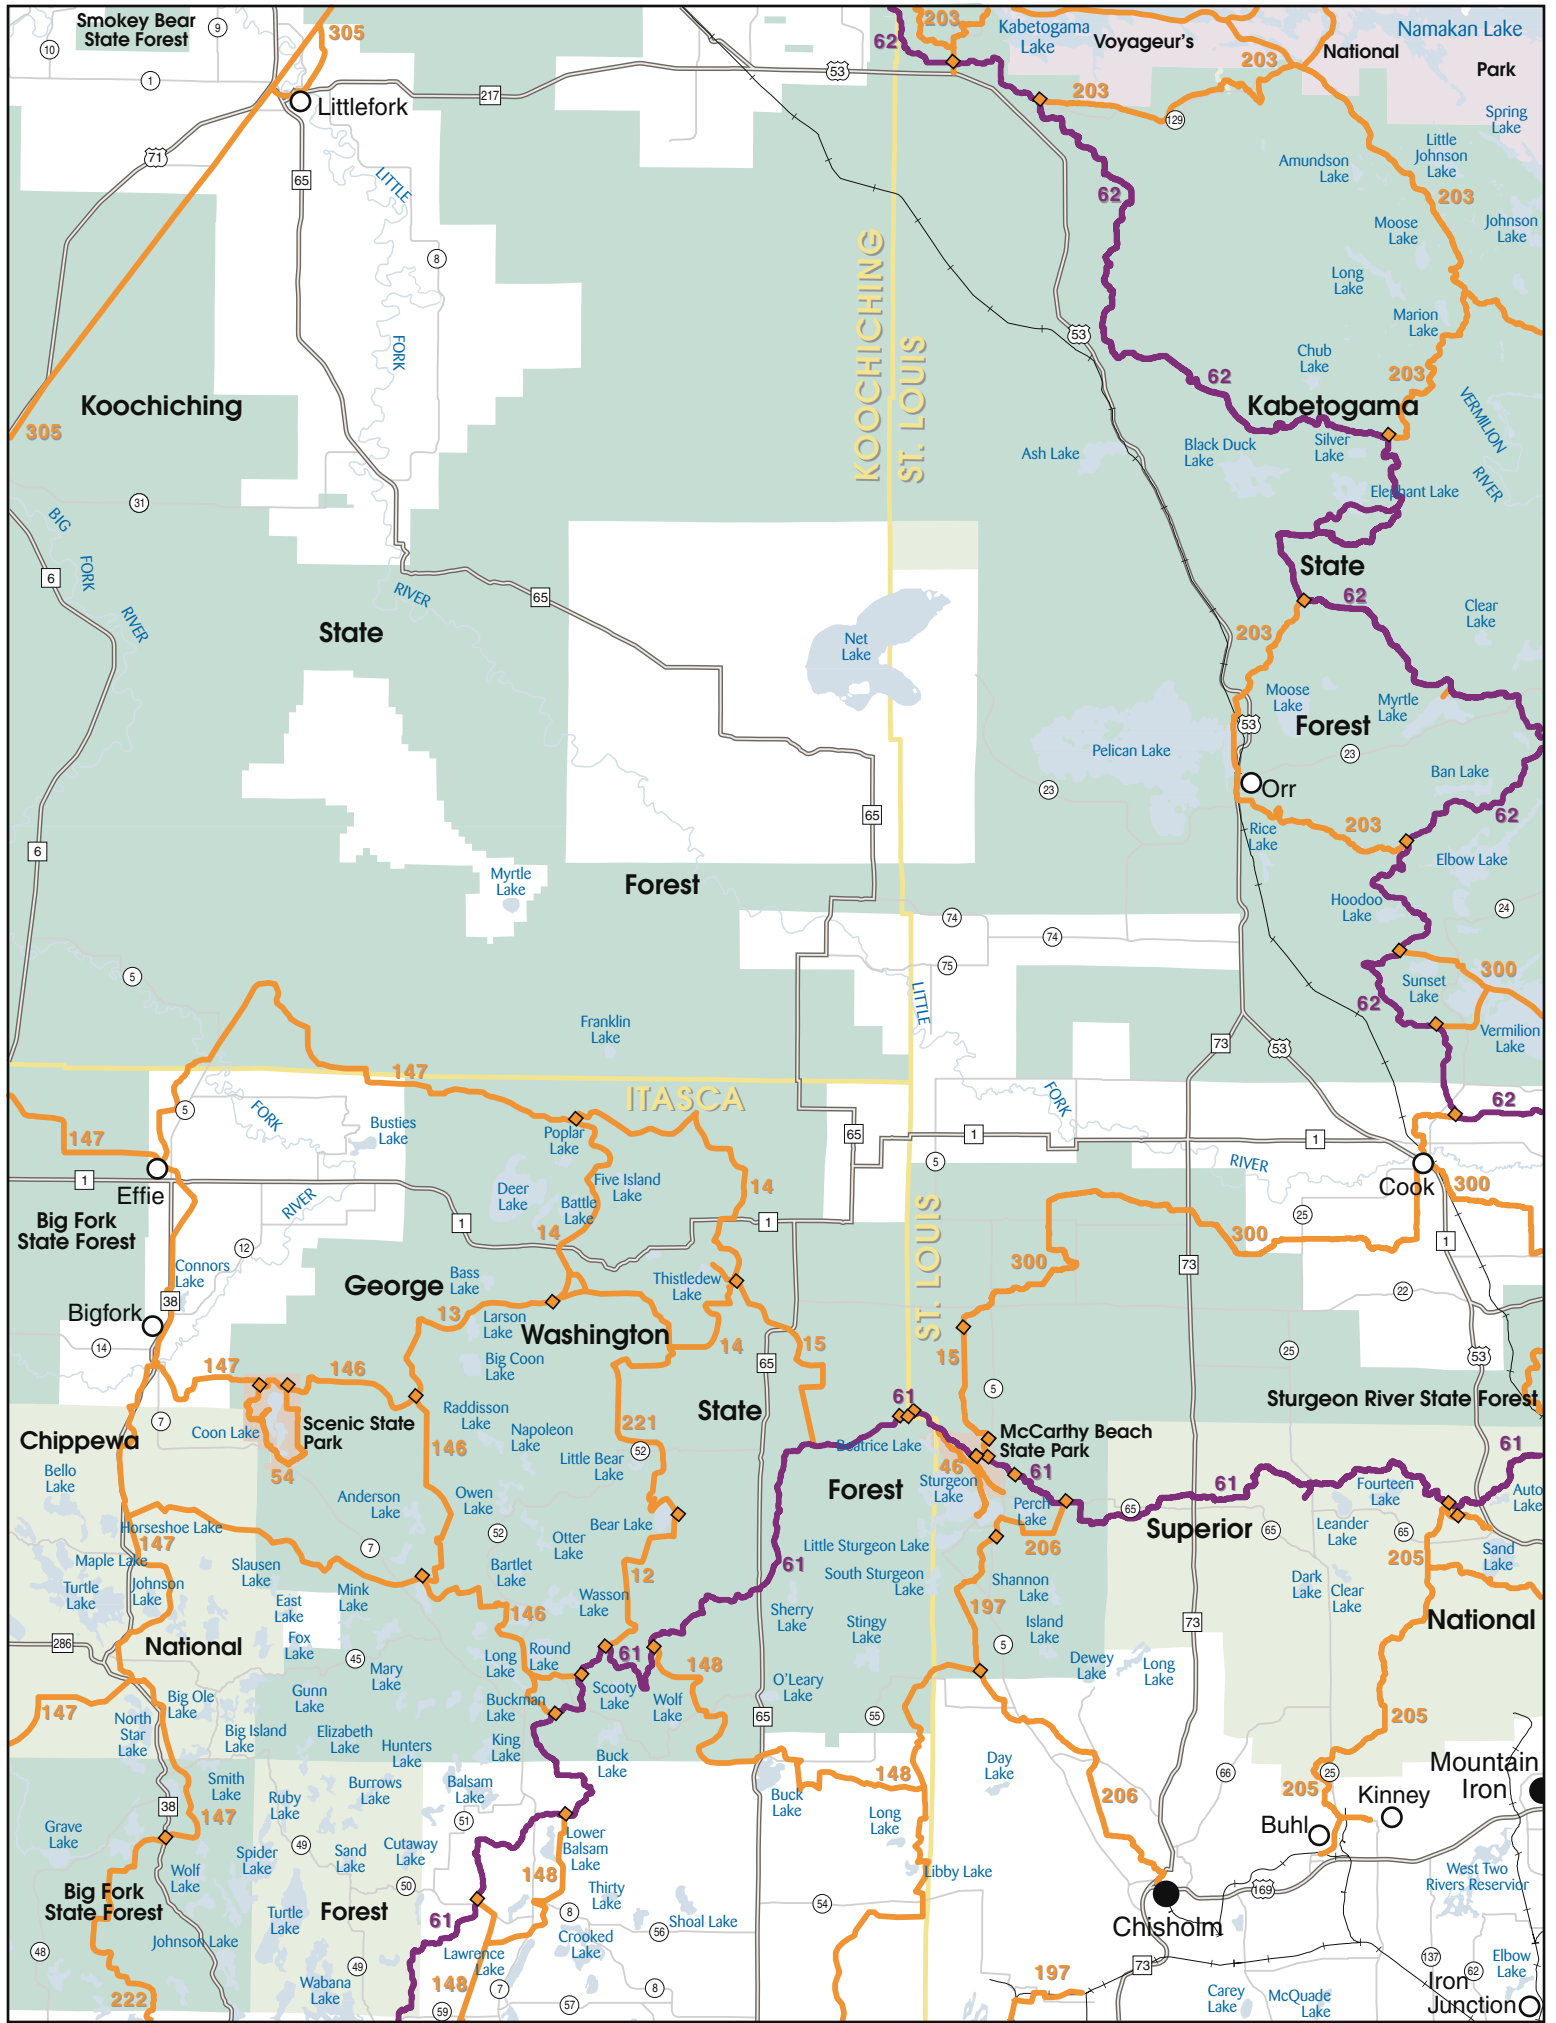 Smokey Bear
State Forest
9
10
1
305
Littlefork
217
53
62
203
Kabetogama
Lake
Voyageur's
National
Park
Namakan Lake
203
203
129
Spring
Lake
Little
Johnson
Lake
Amundson
Lake
203
71
65
LITTLE
62
Moose
Lake
Johnson
Lake
8
KOOCHICHING
ST. LOUIS
Long
Lake
Marion
Lake
53
FORK
Chub
Lake
62
203
Koochiching
305
Kabetogama
VERMILION
RIVER
Ash Lake
Black Duck
Lake
Silver
Lake
Elephant Lake
31
BIG
FORK
RIVER
6
RIVER
65
State
62
State
203
Clear
Lake
Net
Lake
Moose
Lake
Myrtle
Lake
Forest
53
23
Pelican Lake
23
Orr
Ban Lake
62
65
6
203
Rice
Lake
Elbow Lake
Myrtle
Lake
Forest
Hoodoo
Lake
24
74
74
75
5
LITTLE
300
Sunset
Lake
62
Vermilion
Lake
Franklin
Lake
73
53
147
ITASCA
FORK
62
5
FORK
Busties
Lake
Poplar
Lake
65
1
1
5
147
RIVER
Cook
1
Effie
RIVER
Deer
Lake
Five Island
Lake
Battle
Lake
14
14
1
1
300
25
300
1
Big Fork
State Forest
12
Connors
Lake
ST. LOUIS
300
73
22
George
Bass
Lake
Thistledew
Lake
38
Bigfork
14
13
Larson
Lake
Washington
14
15
65
15
25
53
Big Coon
Lake
147
146
5
61
Sturgeon River State Forest
7
Coon Lake
Scenic State
Park
Raddisson
Lake
Napoleon
Lake
State
221
52
McCarthy Beach
State Park
Chippewa
146
Beatrice Lake
46
61
61
Bello
Lake
54
Little Bear
Lake
Forest
Sturgeon
Lake
61
Fourteen
Lake
Auto
Lake
Anderson
Lake
Owen
Lake
Perch
Lake
65
Superior
65
Leander
Lake
65
Horseshoe Lake
147
52
Bear Lake
Otter
Lake
206
205
Sand
Lake
Maple Lake
7
Little Sturgeon Lake
Slausen
Lake
Bartlet
Lake
12
61
South Sturgeon
Lake
Turtle
Lake
Johnson
Lake
Mink
Lake
Shannon
Lake
Dark
Lake
Clear
Lake
East
Lake
146
Wasson
Lake
197
Sherry
Lake
Stingy
Lake
Island
Lake
73
National
286
National
Fox
Lake
45
Long
Lake
Round
Lake
61
5
Mary
Lake
148
Dewey
Lake
Long
Lake
Scooty
Lake
O'Leary
Lake
147
Big Ole
Lake
Gunn
Lake
Buckman
Lake
Wolf
Lake
65
55
205
North
Star
Lake
Big Island
Lake
Elizabeth
Lake
Hunters
Lake
King
Lake
Buck
Lake
Day
Lake
Mountain
Iron
Smith
Lake
Burrows
Lake
Balsam
Lake
148
66
25
205
Kinney
38
147
Ruby
Lake
51
Buck
Lake
Long
Lake
206
Buhl
Grave
Lake
49
Spider
Lake
Sand
Lake
Cutaway
Lake
Lower
Balsam
Lake
Wolf
Lake
148
Libby Lake
West Two
Rivers Reservior
50
Thirty
Lake
169
Big Fork
State Forest
Turtle
Lake
Forest
61
8
Shoal Lake
54
Chisholm
48
Johnson Lake
Lawrence
Lake
Crooked
Lake
56
137
Elbow
Lake
49
73
62
Wabana
Lake
148
7
8
197
Iron
Junction
222
59
57
Carey
Lake
McQuade
Lake